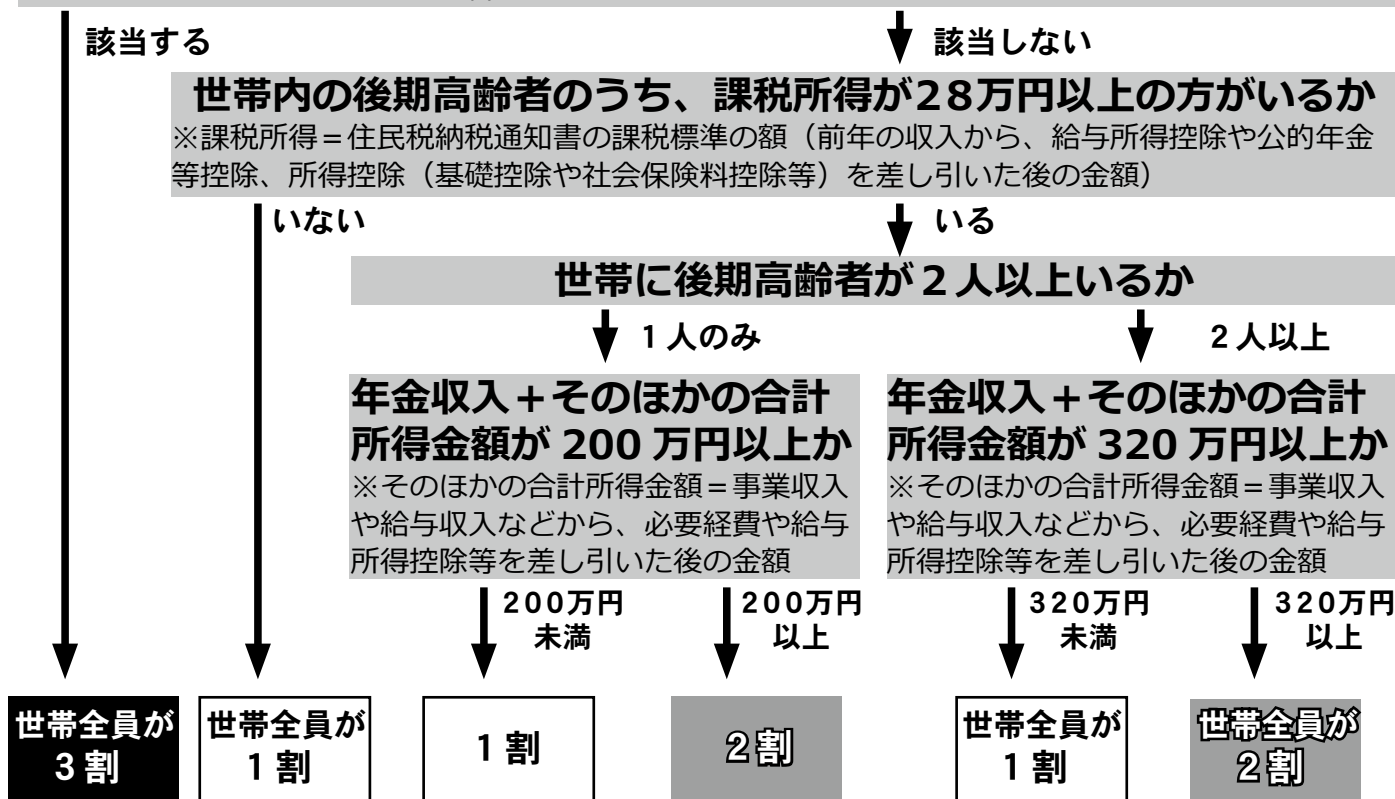 該当する
該当しない
世帯内の後期高齢者のうち、課税所得が28万円以上の方がいるか
※課税所得＝住民税納税通知書の課税標準の額（前年の収入から、給与所得控除や公的年金
等控除、所得控除（基礎控除や社会保険料控除等）を差し引いた後の金額）
いない
いる
世帯に後期高齢者が２人以上いるか
１人のみ
２人以上
年金収入＋そのほかの合計
所得金額が 200 万円以上か
※そのほかの合計所得金額＝事業収入
や給与収入などから、必要経費や給与
所得控除等を差し引いた後の金額
年金収入＋そのほかの合計
所得金額が 320 万円以上か
※そのほかの合計所得金額＝事業収入
や給与収入などから、必要経費や給与
所得控除等を差し引いた後の金額
200万円
未満
200万円
以上
320万円
未満
320万円
以上
世帯全員が
３割
世帯全員が
１割
１割
２割
世帯全員が
１割
世帯全員が
２割